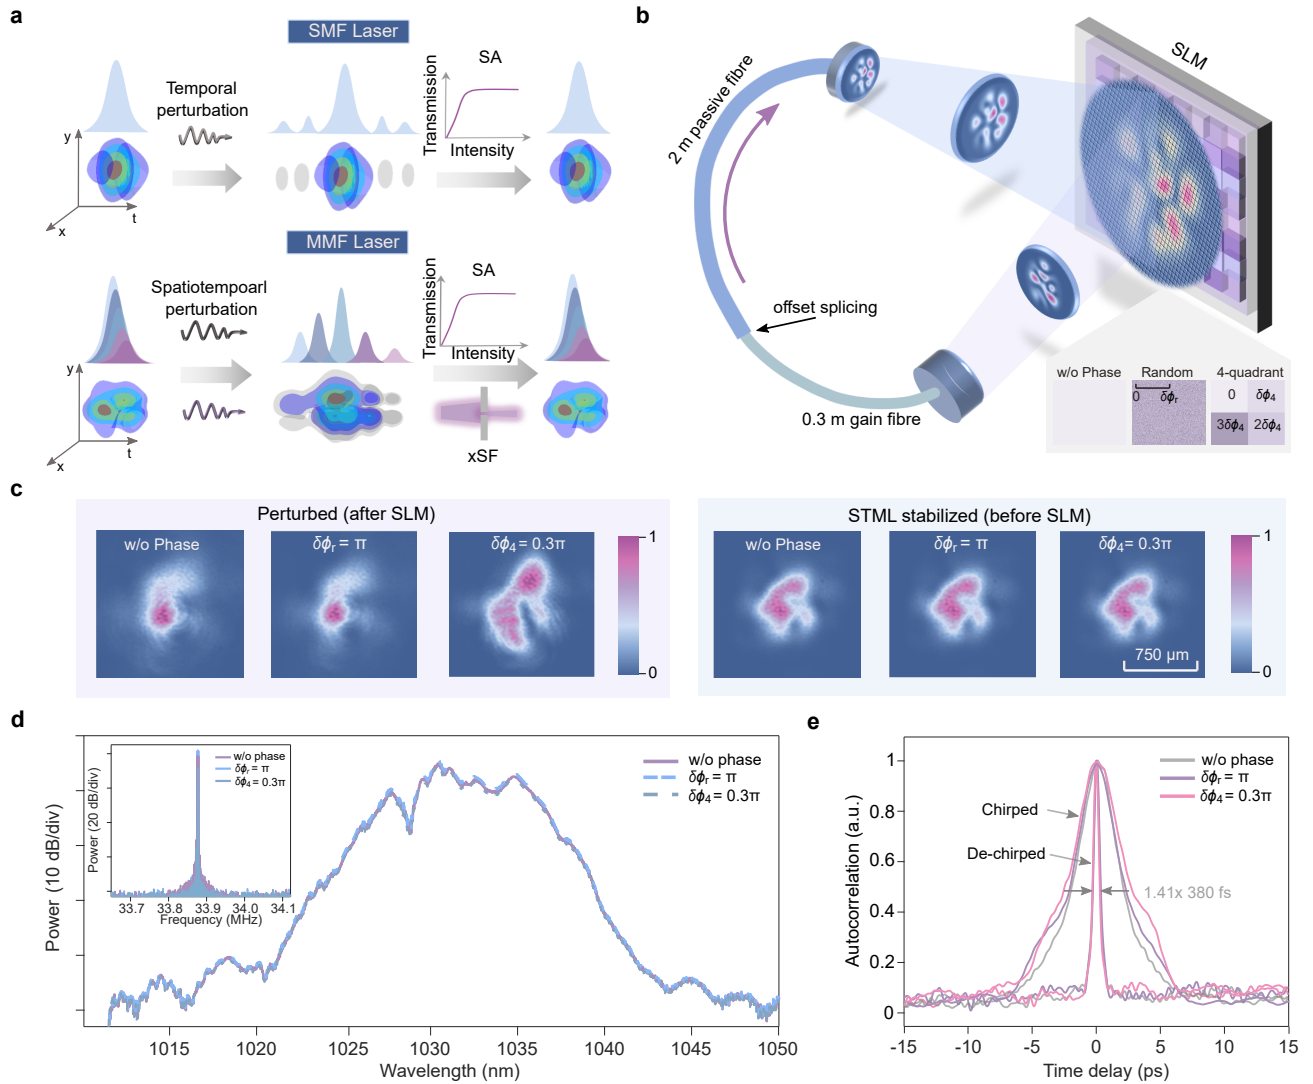 a
SMF Laser
Temporal
perturbation
y
x
t
Transmission
SA
Intensity
MMF Laser
Spatiotempoarl
perturbation
y
x
t
Transmission
SA
Intensity
xSF
b
SLM
2 m passive fibre
offset splicing
0.3 m gain fibre
w/o Phase
Random
4-quadrant
0
δϕr
0
δϕ4
3δϕ4
2δϕ4
c
Perturbed (after SLM)
w/o Phase
δϕr = π
δϕ4 = 0.3π
1
0
STML stabilized (before SLM)
w/o Phase
δϕr = π
δϕ4 = 0.3π
750 μm
1
0
d
Power (10 dB/div)
Power (20 dB/div)
w/o phase
δϕr = π
δϕ4 = 0.3π
33.7 33.8 33.9 34.0 34.1
Frequency (MHz)
w/o phase
δϕr = π
δϕ4 = 0.3π
1015 1020 1025 1030 1035 1040 1045 1050
Wavelength (nm)
e
Autocorrelation (a.u.)
1
0.8
0.6
0.4
0.2
0
w/o phase
δϕr = π
δϕ4 = 0.3π
Chirped
De-chirped
1.41x 380 fs
-15 -10 -5 0 5 10 15
Time delay (ps)